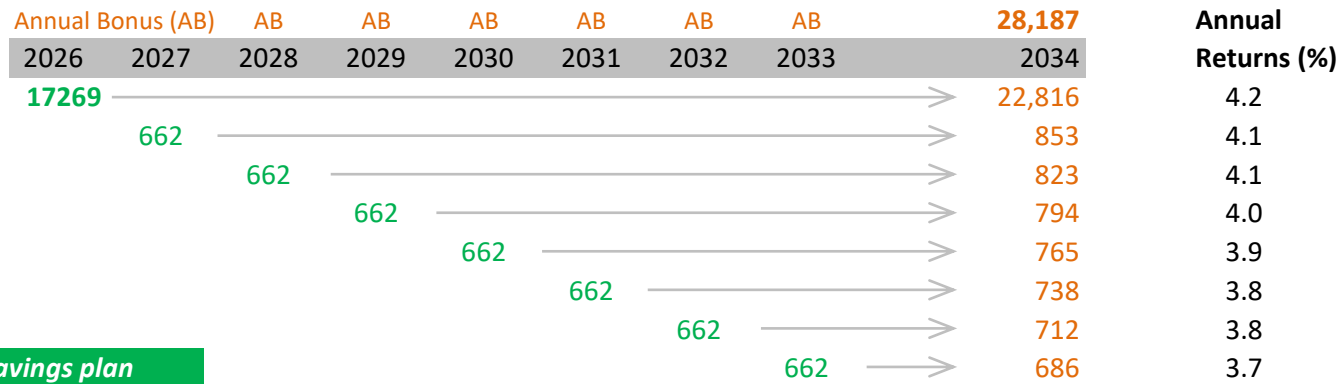 Annual Bonus (AB) AB AB AB AB AB AB 28,187 Annual
2026 2027 2028 2029 2030 2031 2032 2033 2034 Returns (%)
17269 22,816 4.2
662 853 4.1
662 823 4.1
662 794 4.0
662 765 3.9
662 738 3.8
662 712 3.8
avings plan 662 686 3.7